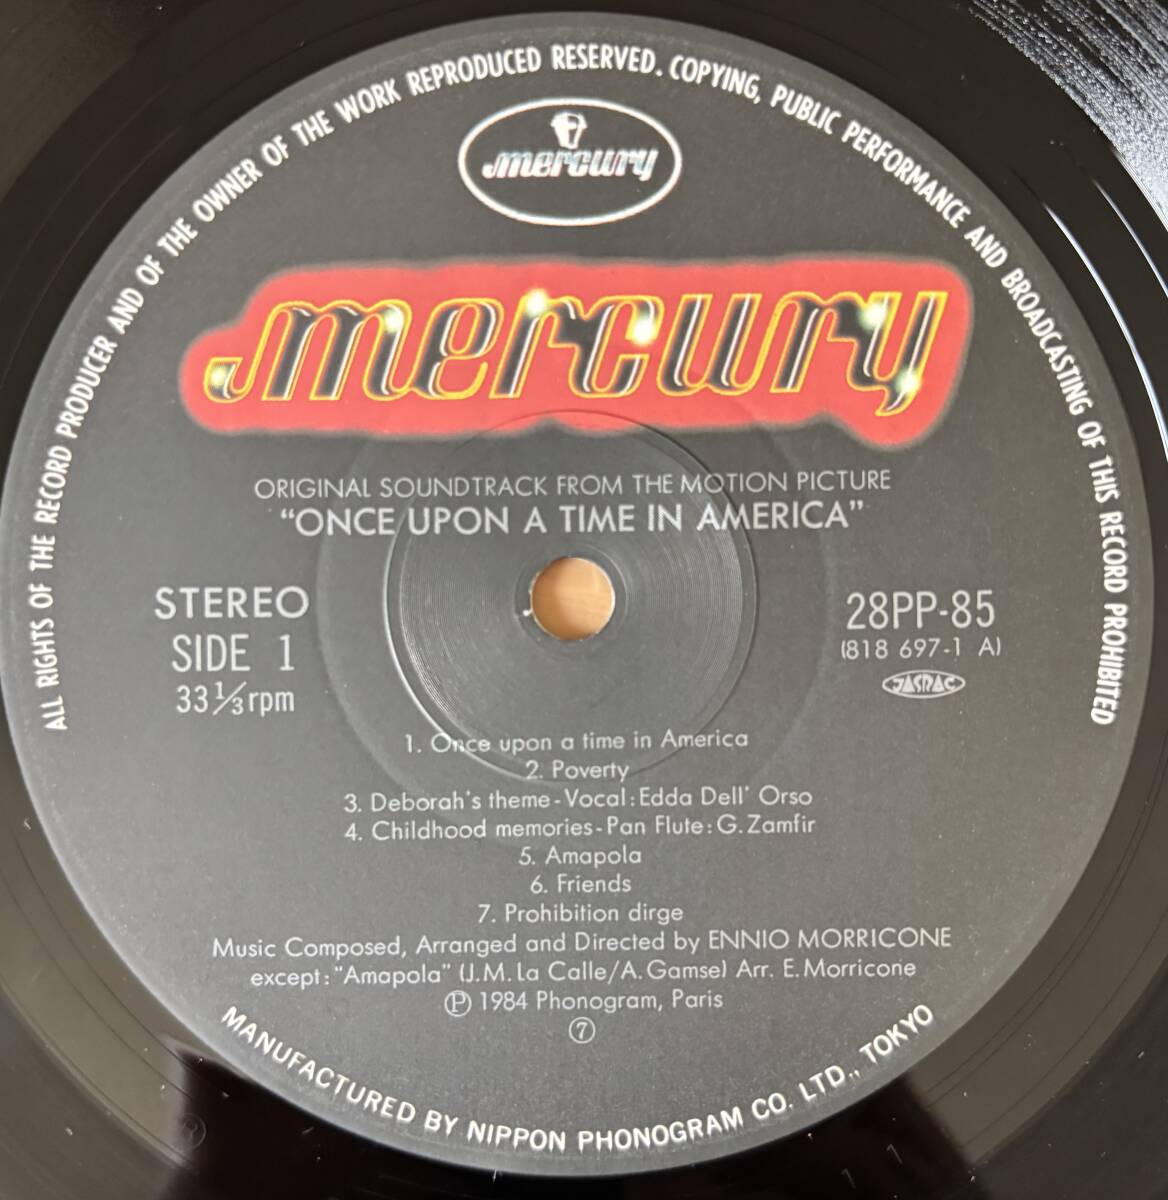 ALL RIGHTS OF THE RECORD PRODUCER AND OF THE OWNER OF THE WORK REPRODUCED RESERVED. COPYING, PUBLIC PERFORMANCE AND BROADCASTING OF THIS RECORD PROHIBITED
mercury
mercury
ORIGINAL SOUNDTRACK FROM THE MOTION PICTURE
"ONCE UPON A TIME IN AMERICA"
STEREO
SIDE 1
33⅓rpm
28PP-85
(818 697-1 A)
JASRAC
1. Once upon a time in America
2. Poverty
3. Deborah's theme-Vocal:Edda Dell' Orso
4. Childhood memories-Pan Flute:G.Zamfir
5. Amapola
6. Friends
7. Prohibition dirge
Music Composed, Arranged and Directed by ENNIO MORRICONE
except:"Amapola" (J.M.La Calle/A.Gamse) Arr. E.Morricone
Ⓟ 1984 Phonogram, Paris
⑦
MANUFACTURED BY NIPPON PHONOGRAM CO. LTD., TOKYO